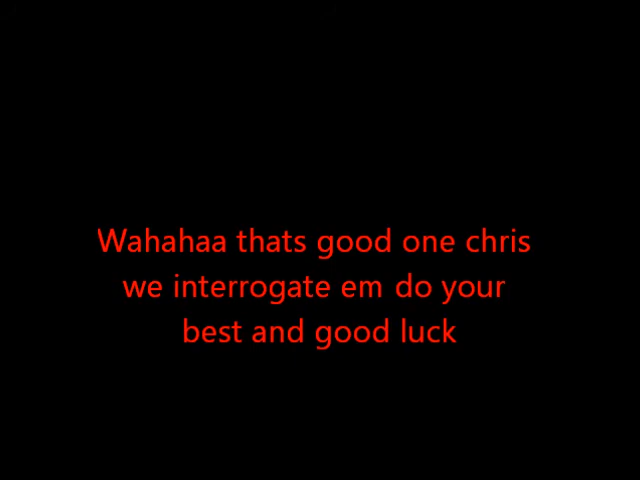 Wahahaa thats good one chris
we interrogate em do your
best and good luck